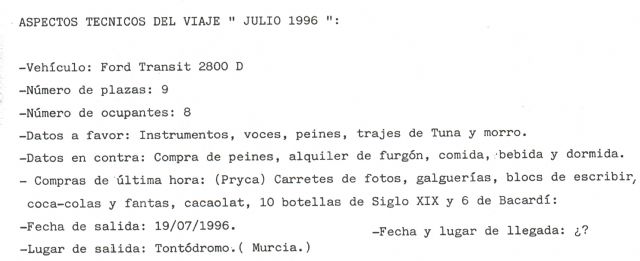 ASPECTOS TECNICOS DEL VIAJE " JULIO 1996 ":
-Vehículo: Ford Transit 2800 D
-Número de plazas: 9
-Número de ocupantes: 8
-Datos a favor: Instrumentos, voces, peines, trajes de Tuna y morro.
-Datos en contra: Compra de peines, alquiler de furgón, comida, bebida y dormida.
- Compras de última hora: (Pryca) Carretes de fotos, galguerías, blocs de escribir,
coca-colas y fantas, cacaolat, 10 botellas de Siglo XIX y 6 de Bacardí:
-Fecha de salida: 19/07/1996. -Fecha y lugar de llegada: ¿?
-Lugar de salida: Tontódromo.( Murcia.)